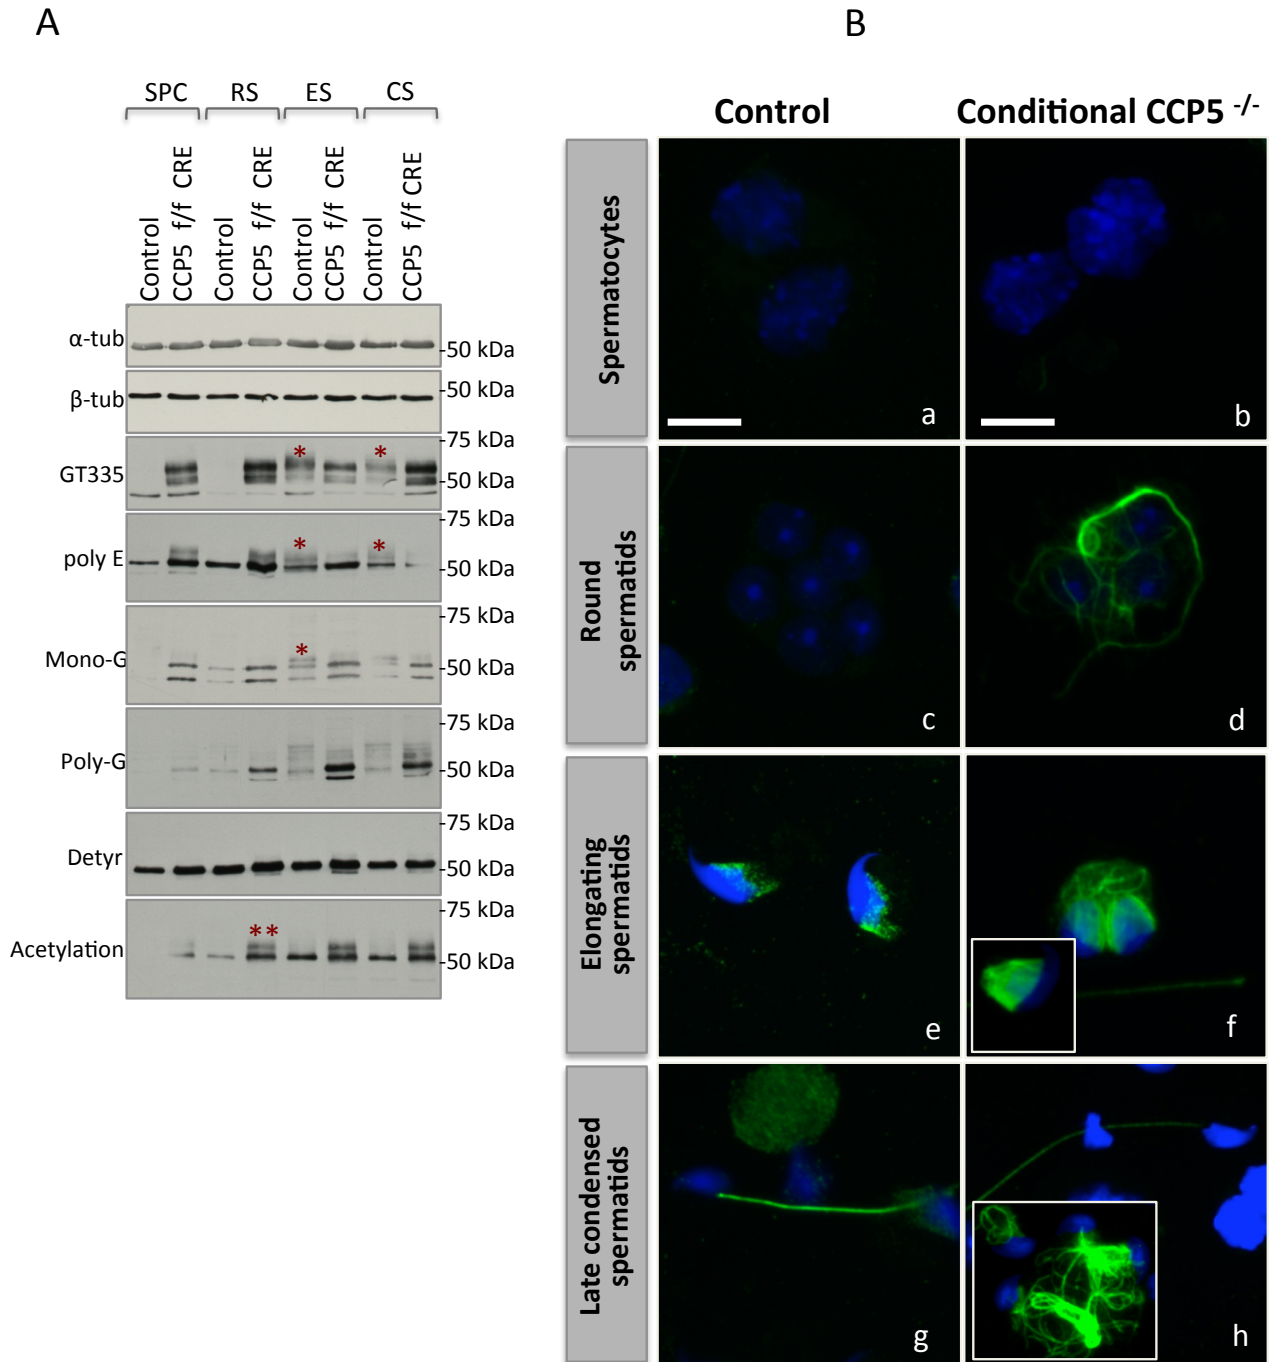 A
B
SPC RS ES CS
Control
CCP5 f/f CRE
Control
CCP5 f/f CRE
Control
CCP5 f/f CRE
Control
CCP5 f/f CRE
α-tub
-50 kDa
β-tub
-50 kDa
GT335
-75 kDa
* *
-50 kDa
poly E
-75 kDa
* *
-50 kDa
Mono-G
-75 kDa
*
-50 kDa
Poly-G
-75 kDa
-50 kDa
Detyr
-75 kDa
-50 kDa
Acetylation
-75 kDa
**
-50 kDa
Control
Conditional CCP5 -/-
Spermatocytes
a
b
Round
spermatids
c
d
Elongating
spermatids
e
f
Late condensed
spermatids
g
h